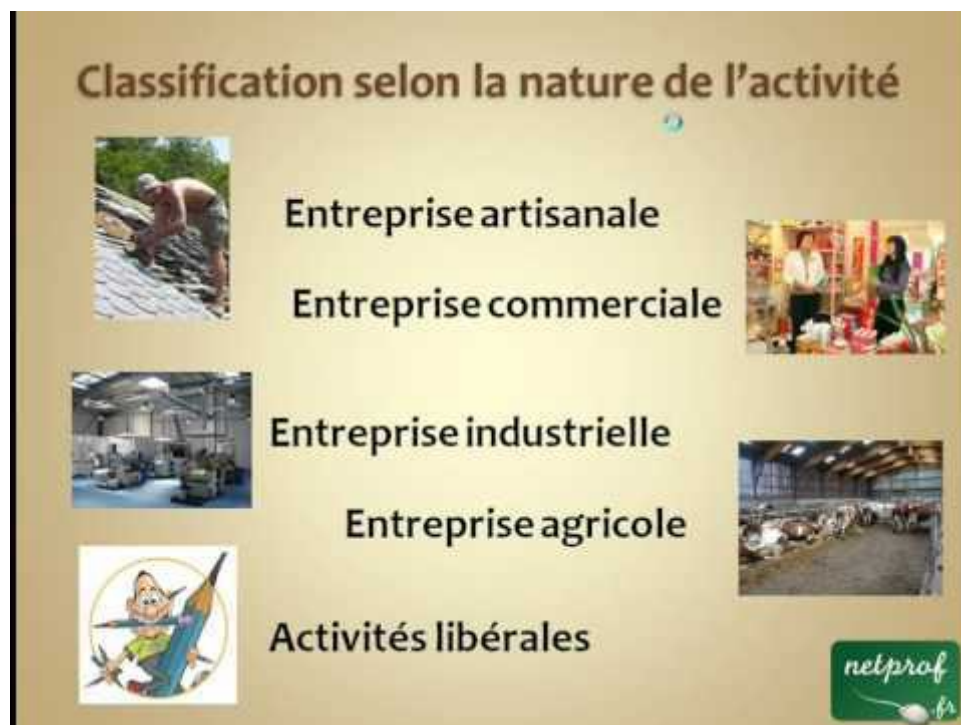 Classification selon la nature de l'activité
Entreprise artisanale
Entreprise commerciale
Entreprise industrielle
Entreprise agricole
Activités libérales
netprof
.fr